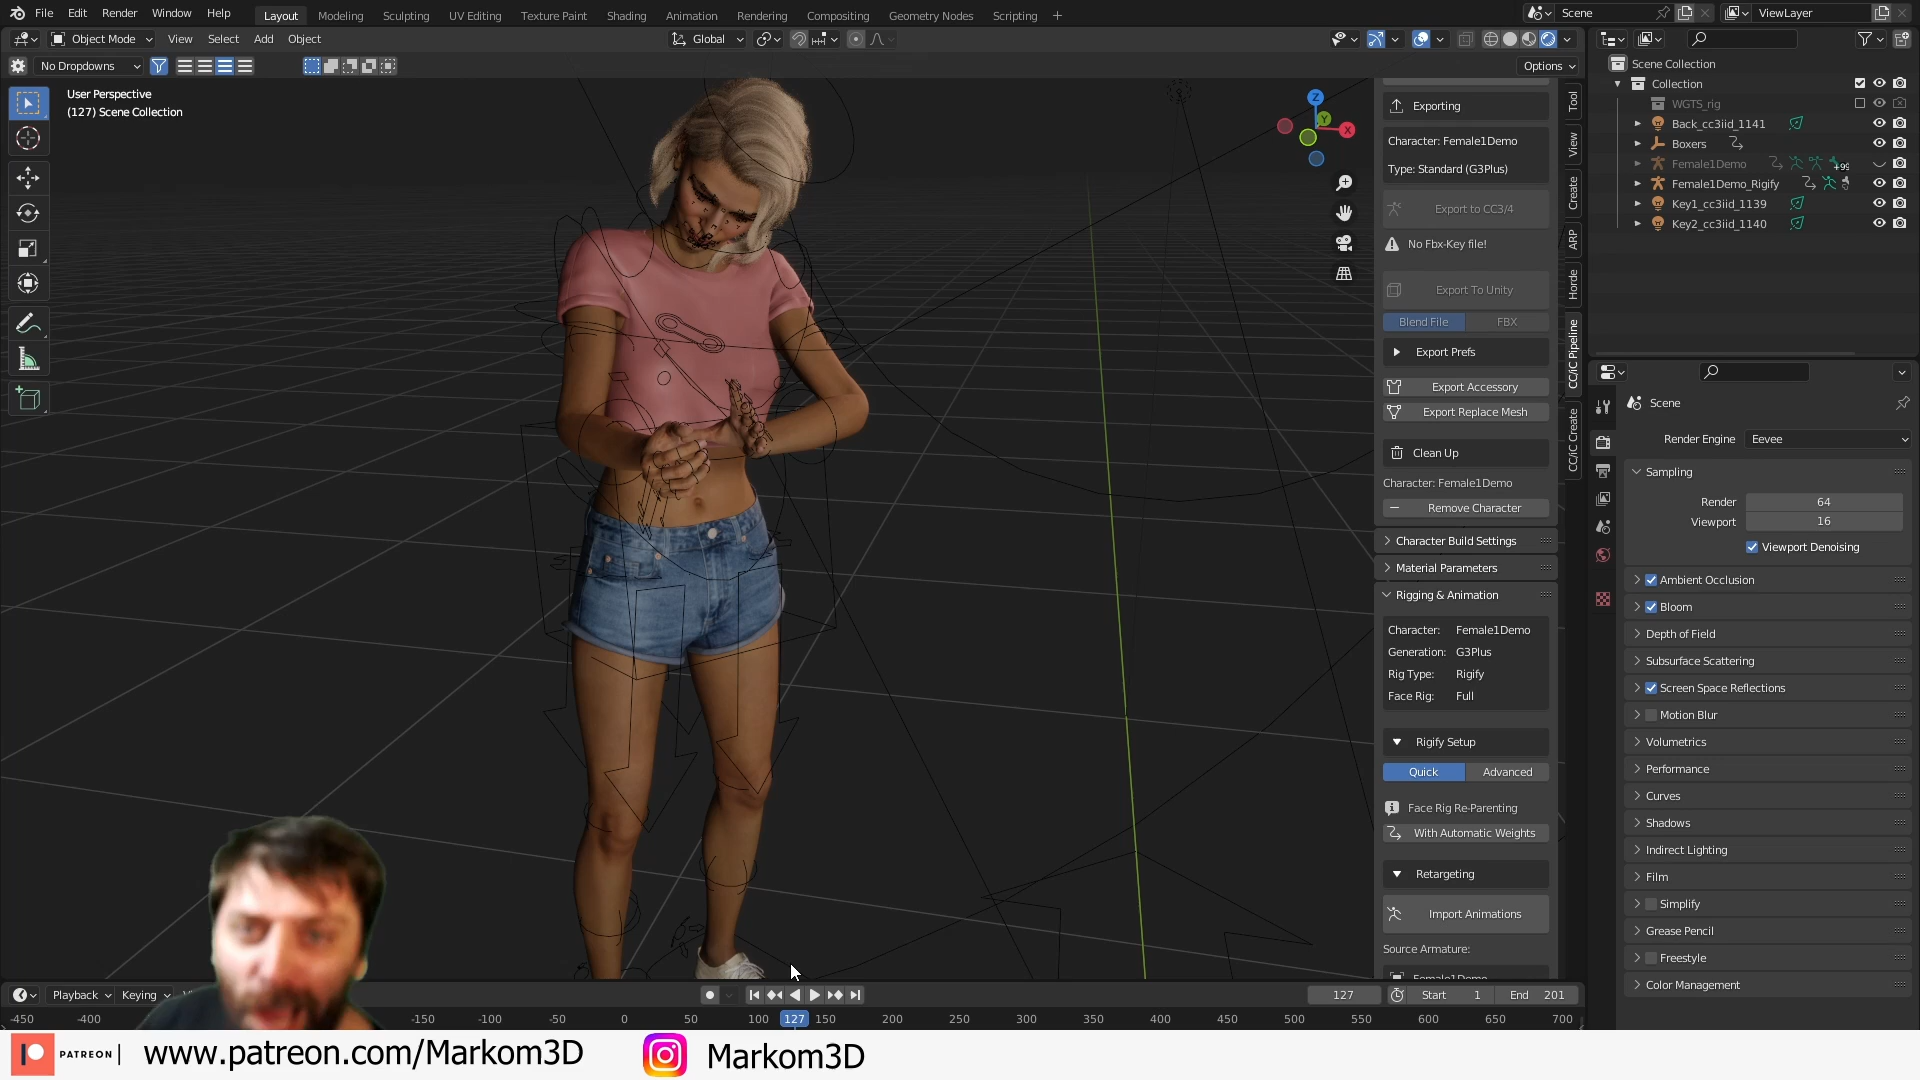 File Edit Render Window Help Layout Modeling Sculpting UV Editing Texture Paint Shading Animation Rendering Compositing Geometry Nodes Scripting + Scene ViewLayer
Object Mode View Select Add Object Global
No Dropdowns Options
User Perspective
(127) Scene Collection
Z
Y
X
Exporting
Character: Female1Demo
Type: Standard (G3Plus)
Export to CC3/4
No Fbx-Key file!
Export To Unity
Blend File FBX
Export Prefs
Export Accessory
Export Replace Mesh
Clean Up
Character: Female1Demo
Remove Character
Character Build Settings
Material Parameters
Rigging & Animation
Character: Female1Demo
Generation: G3Plus
Rig Type: Rigify
Face Rig: Full
Rigify Setup
Quick Advanced
Face Rig Re-Parenting
With Automatic Weights
Retargeting
Import Animations
Source Armature:
Female1Demo
Tool
View
Create
ARP
Horde
CC/iC Pipeline
CC/iC Create
Scene Collection
Collection
WGTS_rig
Back_cc3iid_1141
Boxers
Female1Demo +99
Female1Demo_Rigify
Key1_cc3iid_1139
Key2_cc3iid_1140
Scene
Render Engine Eevee
Sampling
Render 64
Viewport 16
Viewport Denoising
Ambient Occlusion
Bloom
Depth of Field
Subsurface Scattering
Screen Space Reflections
Motion Blur
Volumetrics
Performance
Curves
Shadows
Indirect Lighting
Film
Simplify
Grease Pencil
Freestyle
Color Management
Playback Keying 127 Start 1 End 201
-450 -400 -150 -100 -50 0 50 100 127 150 200 250 300 350 400 450 500 550 600 650 700
PATREON | www.patreon.com/Markom3D Markom3D